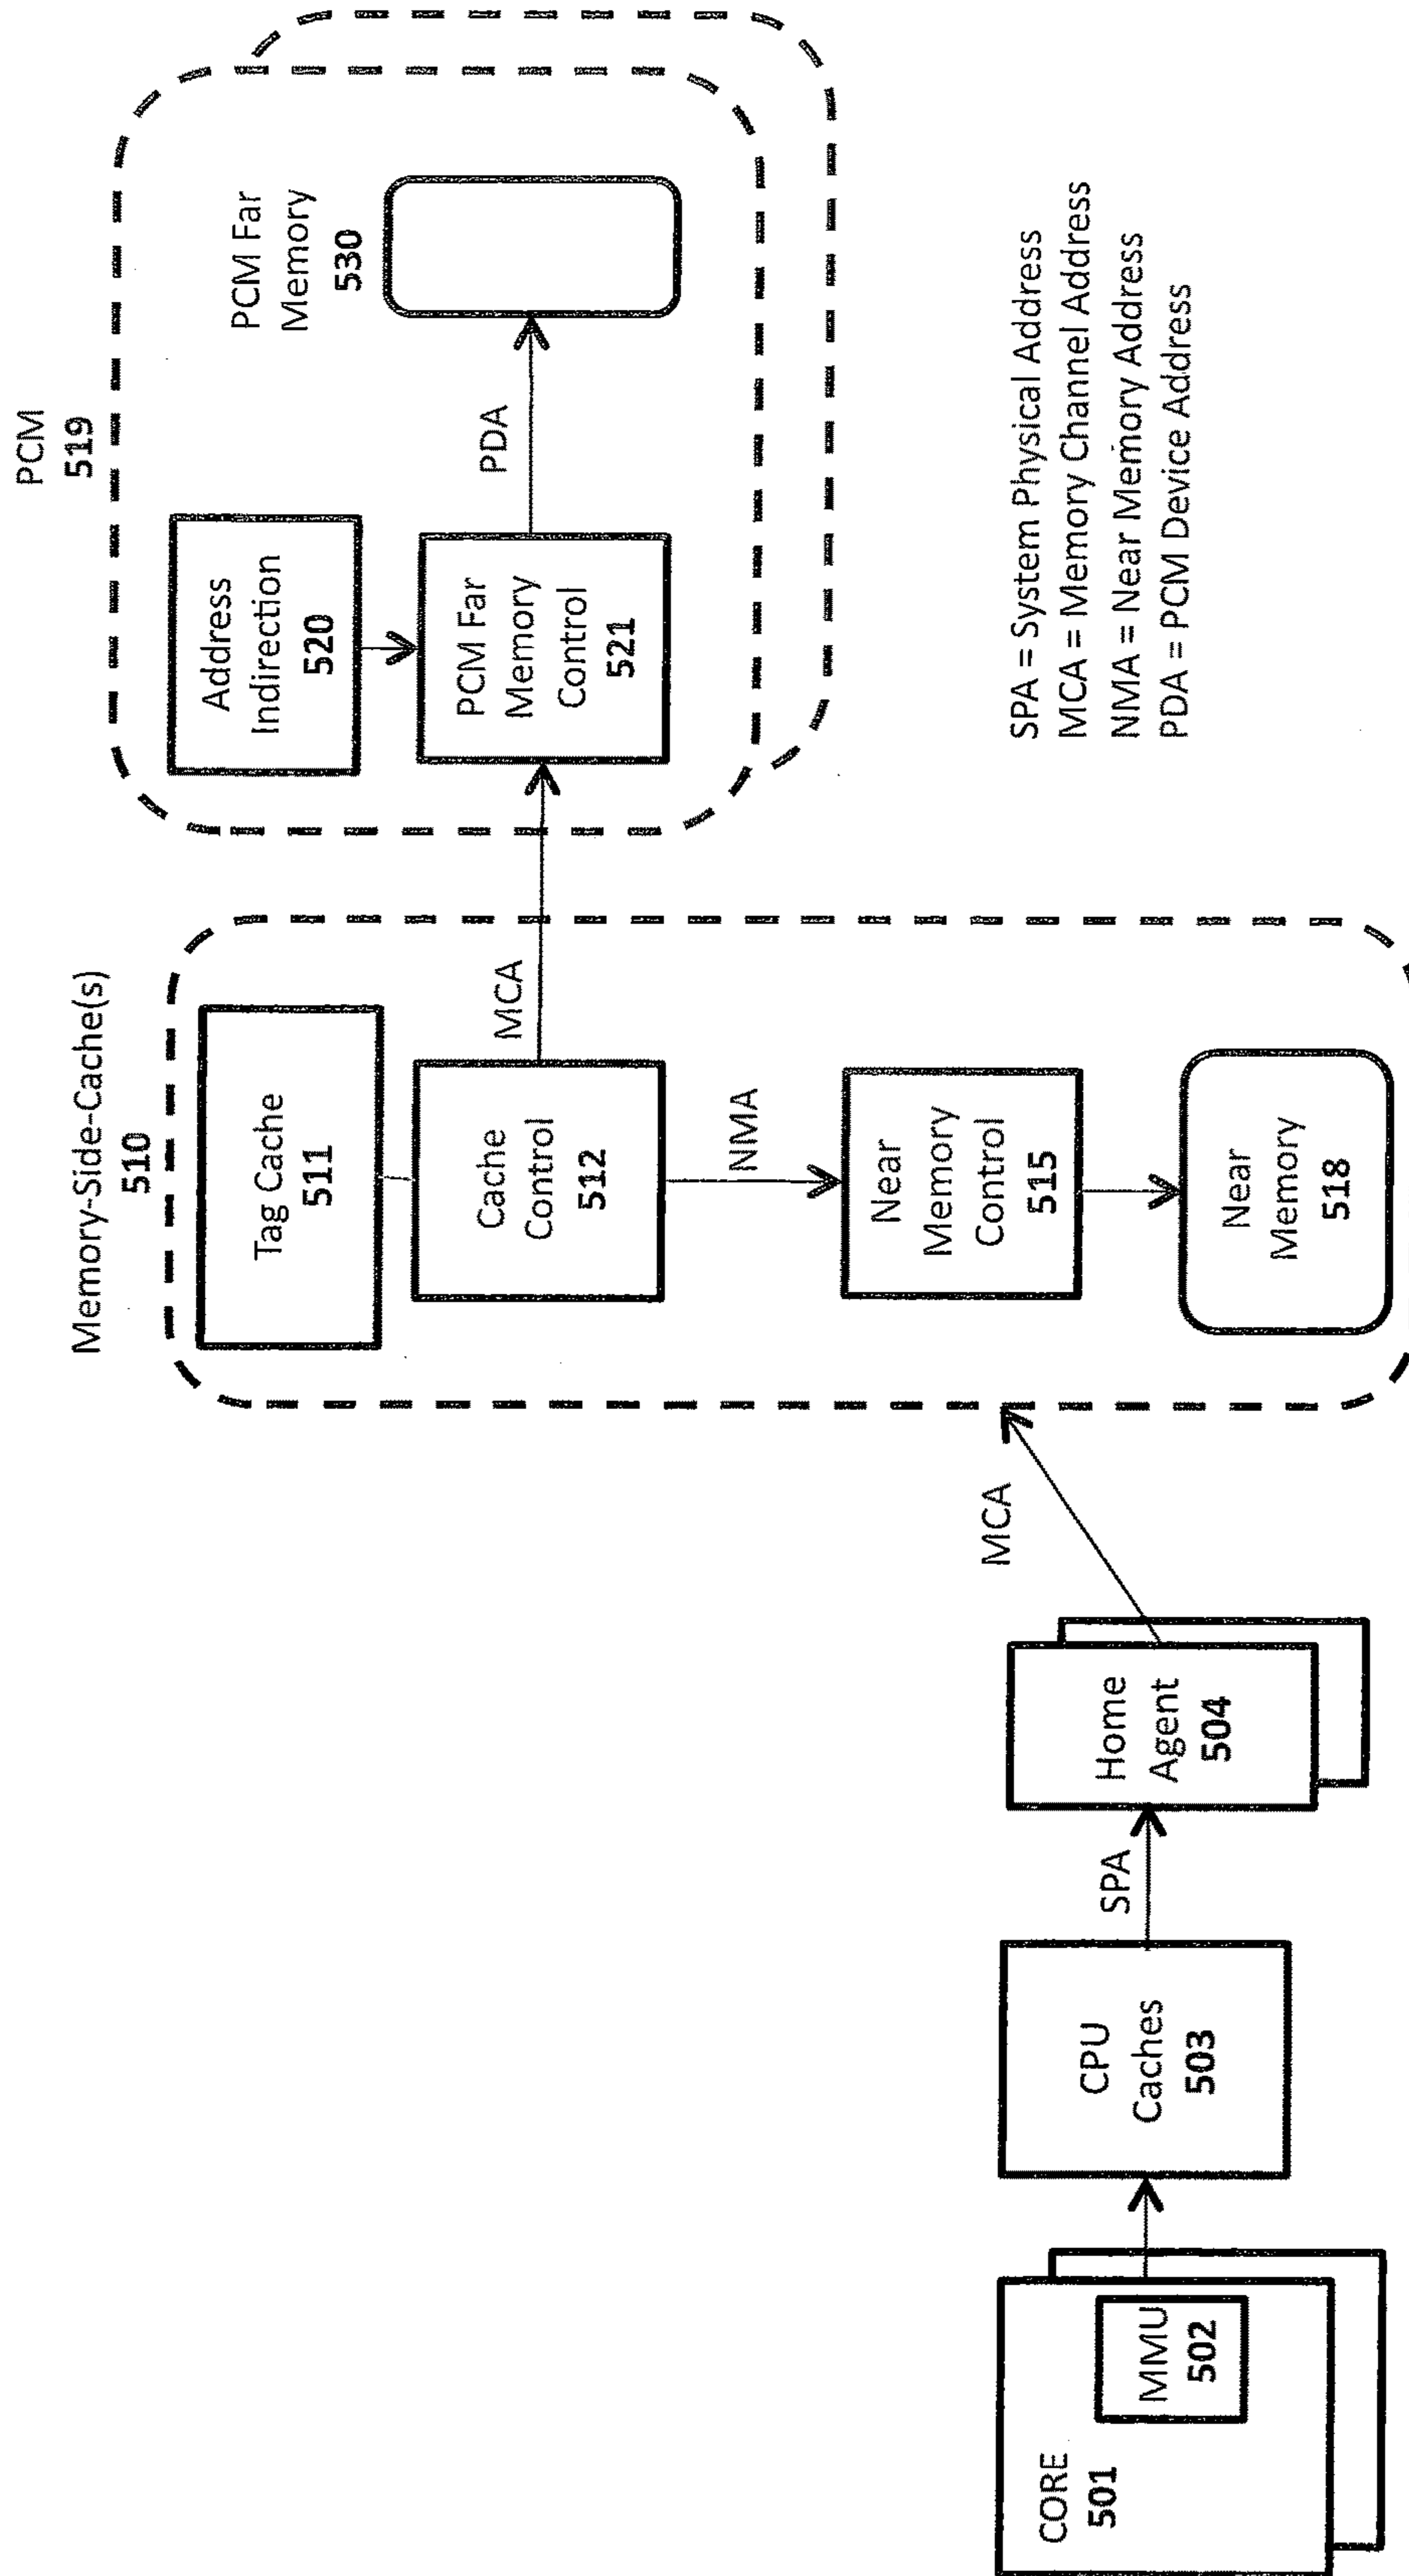 PCM
519
Address
Indirection
520
PCM Far
Memory
Control
521
PDA
PCM Far
Memory
530
Memory-Side-Cache(s)
510
Tag Cache
511
Cache
Control
512
MCA
NMA
Near
Memory
Control
515
Near
Memory
518
CORE
501
MMU
502
CPU
Caches
503
SPA
Home
Agent
504
MCA
SPA = System Physical Address
MCA = Memory Channel Address
NMA = Near Memory Address
PDA = PCM Device Address